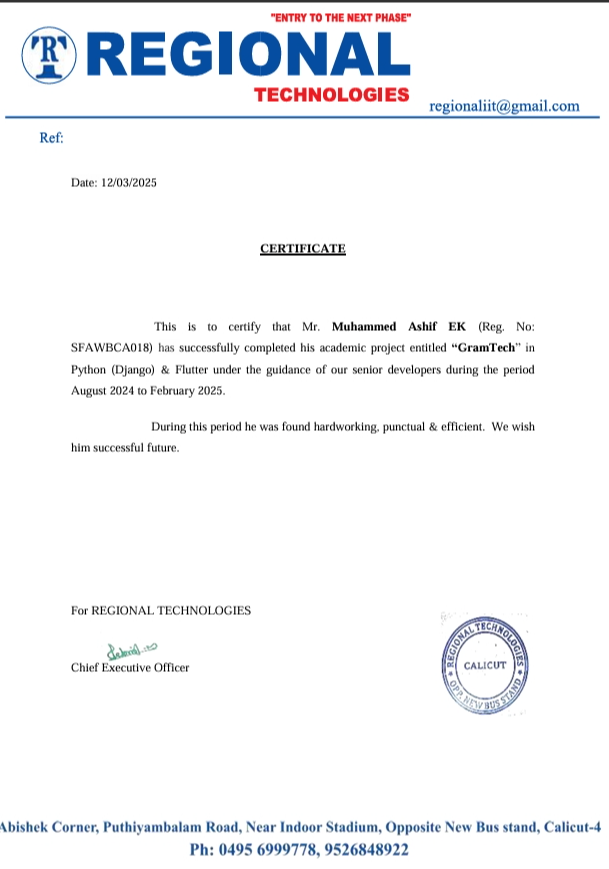 "ENTRY TO THE NEXT PHASE"
TR REGIONAL
TECHNOLOGIES
regionaliit@gmail.com
Ref:
Date: 12/03/2025
CERTIFICATE
This is to certify that Mr. Muhammed Ashif EK (Reg. No:
SFAWBCA018) has successfully completed his academic project entitled “GramTech” in
Python (Django) & Flutter under the guidance of our senior developers during the period
August 2024 to February 2025.
During this period he was found hardworking, punctual & efficient. We wish
him successful future.
For REGIONAL TECHNOLOGIES
Chief Executive Officer
REGIONAL TECHNOLOGIES
CALICUT
OPP. NEW BUS STAND
Abishek Corner, Puthiyambalam Road, Near Indoor Stadium, Opposite New Bus stand, Calicut-4
Ph: 0495 6999778, 9526848922